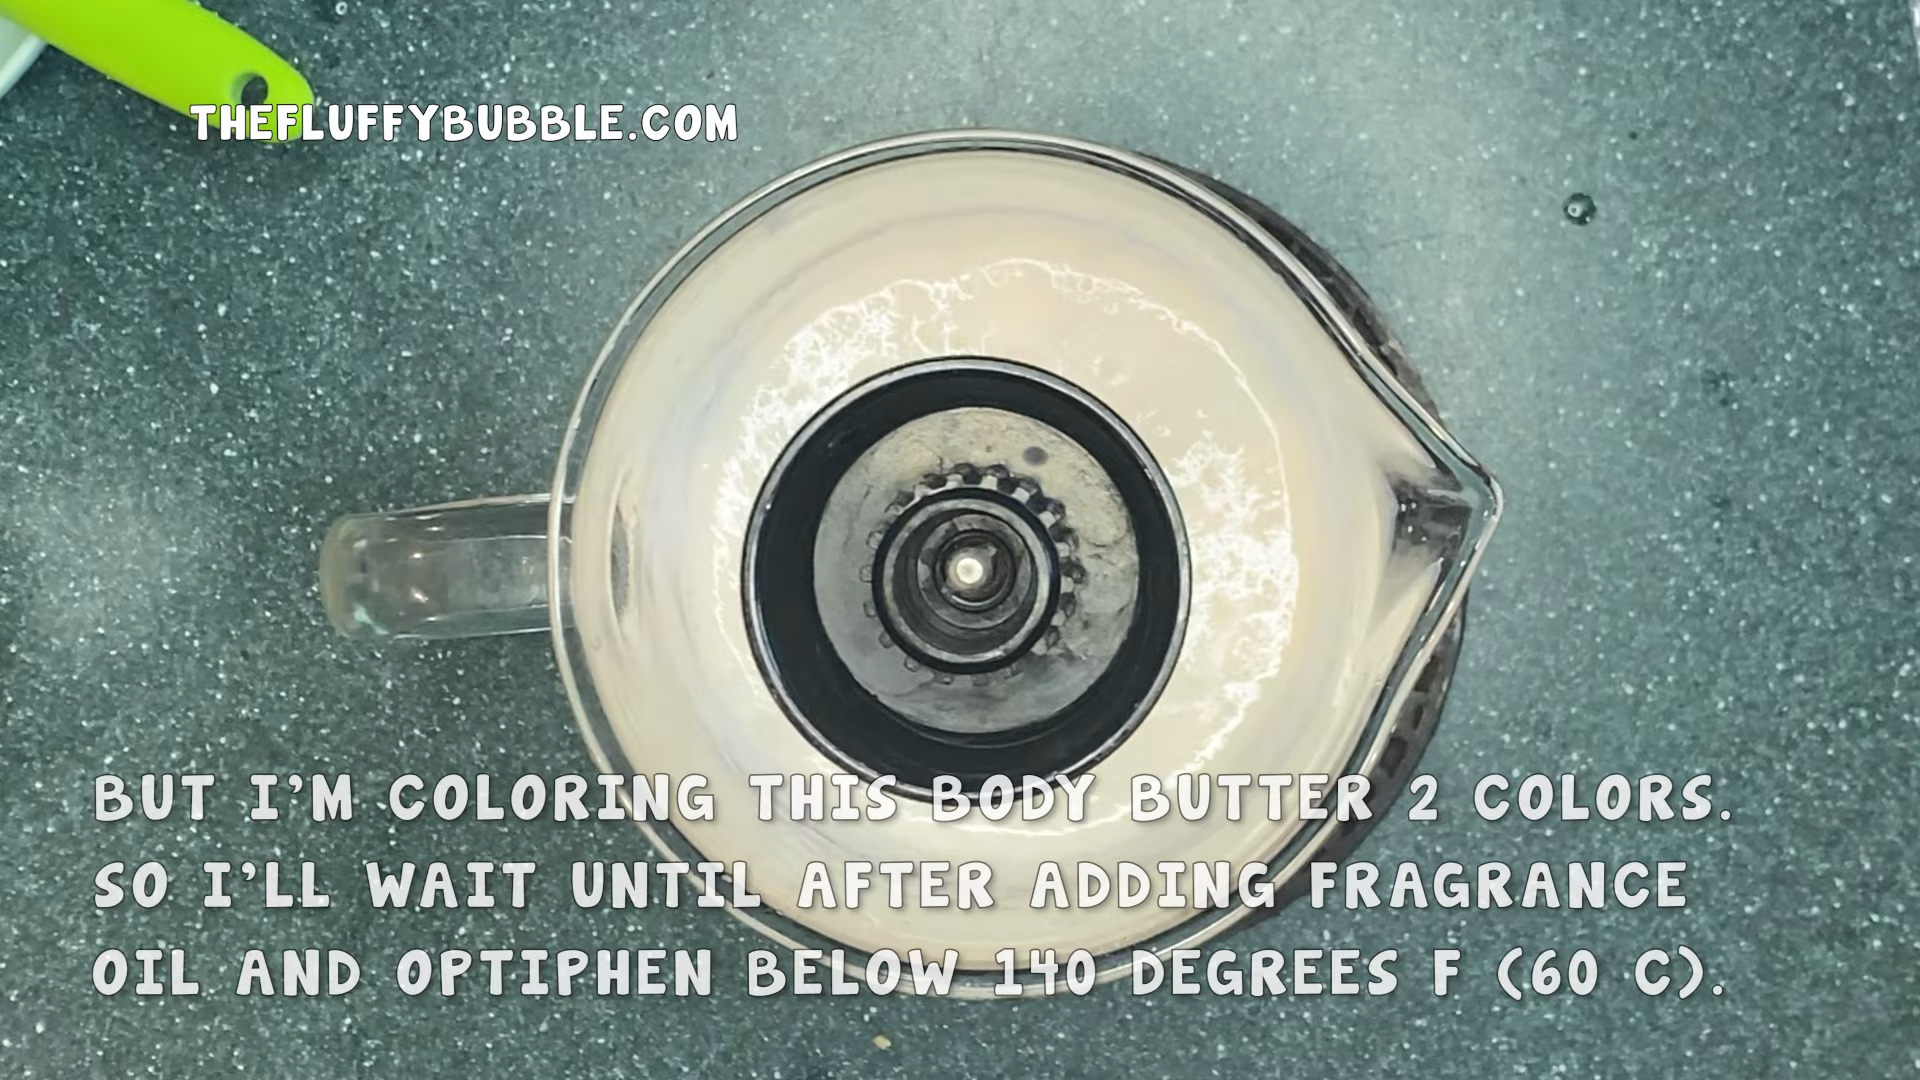 THEFLUFFYBUBBLE.COM
BUT I'M COLORING THIS BODY BUTTER 2 COLORS.
SO I'LL WAIT UNTIL AFTER ADDING FRAGRANCE
OIL AND OPTIPHEN BELOW 140 DEGREES F (60 C).